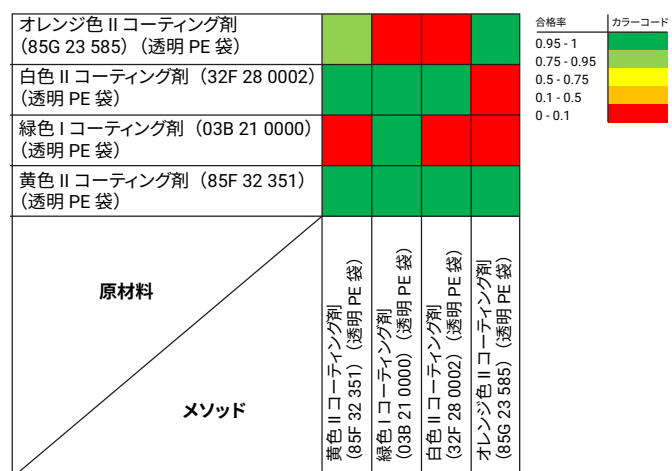 オレンジ色 II コーティング剤
(85G 23 585)(透明 PE 袋)
白色 II コーティング剤(32F 28 0002)
(透明 PE 袋)
緑色 I コーティング剤(03B 21 0000)
(透明 PE 袋)
黄色 II コーティング剤(85F 32 351)
(透明 PE 袋)
原材料
メソッド
黄色 II コーティング剤
(85F 32 351)(透明 PE 袋)
緑色 I コーティング剤
(03B 21 0000)(透明 PE 袋)
白色 II コーティング剤
(32F 28 0002)(透明 PE 袋)
オレンジ色 II コーティング剤
(85G 23 585)(透明 PE 袋)
合格率 カラーコード
0.95 - 1
0.75 - 0.95
0.5 - 0.75
0.1 - 0.5
0 - 0.1